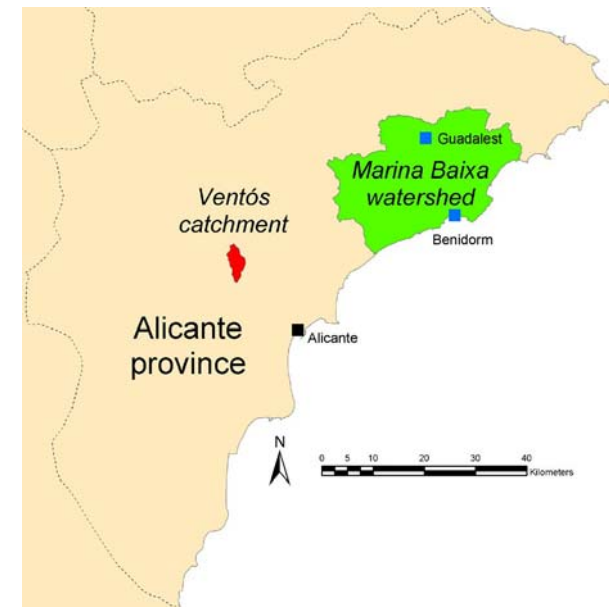 Guadalest
Marina Baixa
watershed
Ventós
catchment
Benidorm
Alicante
province
Alicante
N
0 5 10 20 30 40
Kilometers